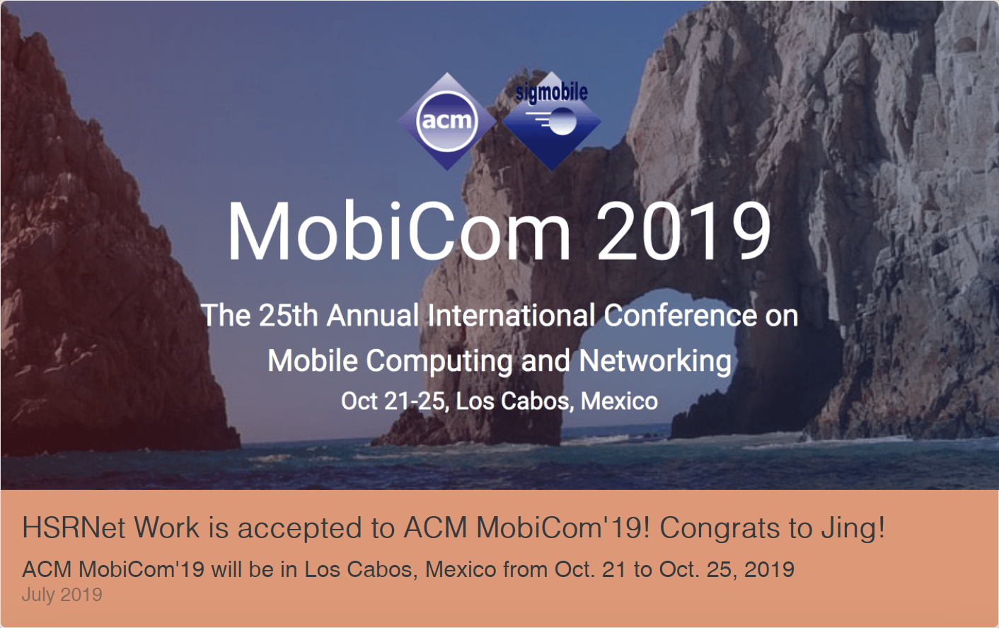 acm
sigmobile
MobiCom 2019
The 25th Annual International Conference on
Mobile Computing and Networking
Oct 21-25, Los Cabos, Mexico
HSRNet Work is accepted to ACM MobiCom'19! Congrats to Jing!
ACM MobiCom'19 will be in Los Cabos, Mexico from Oct. 21 to Oct. 25, 2019
July 2019